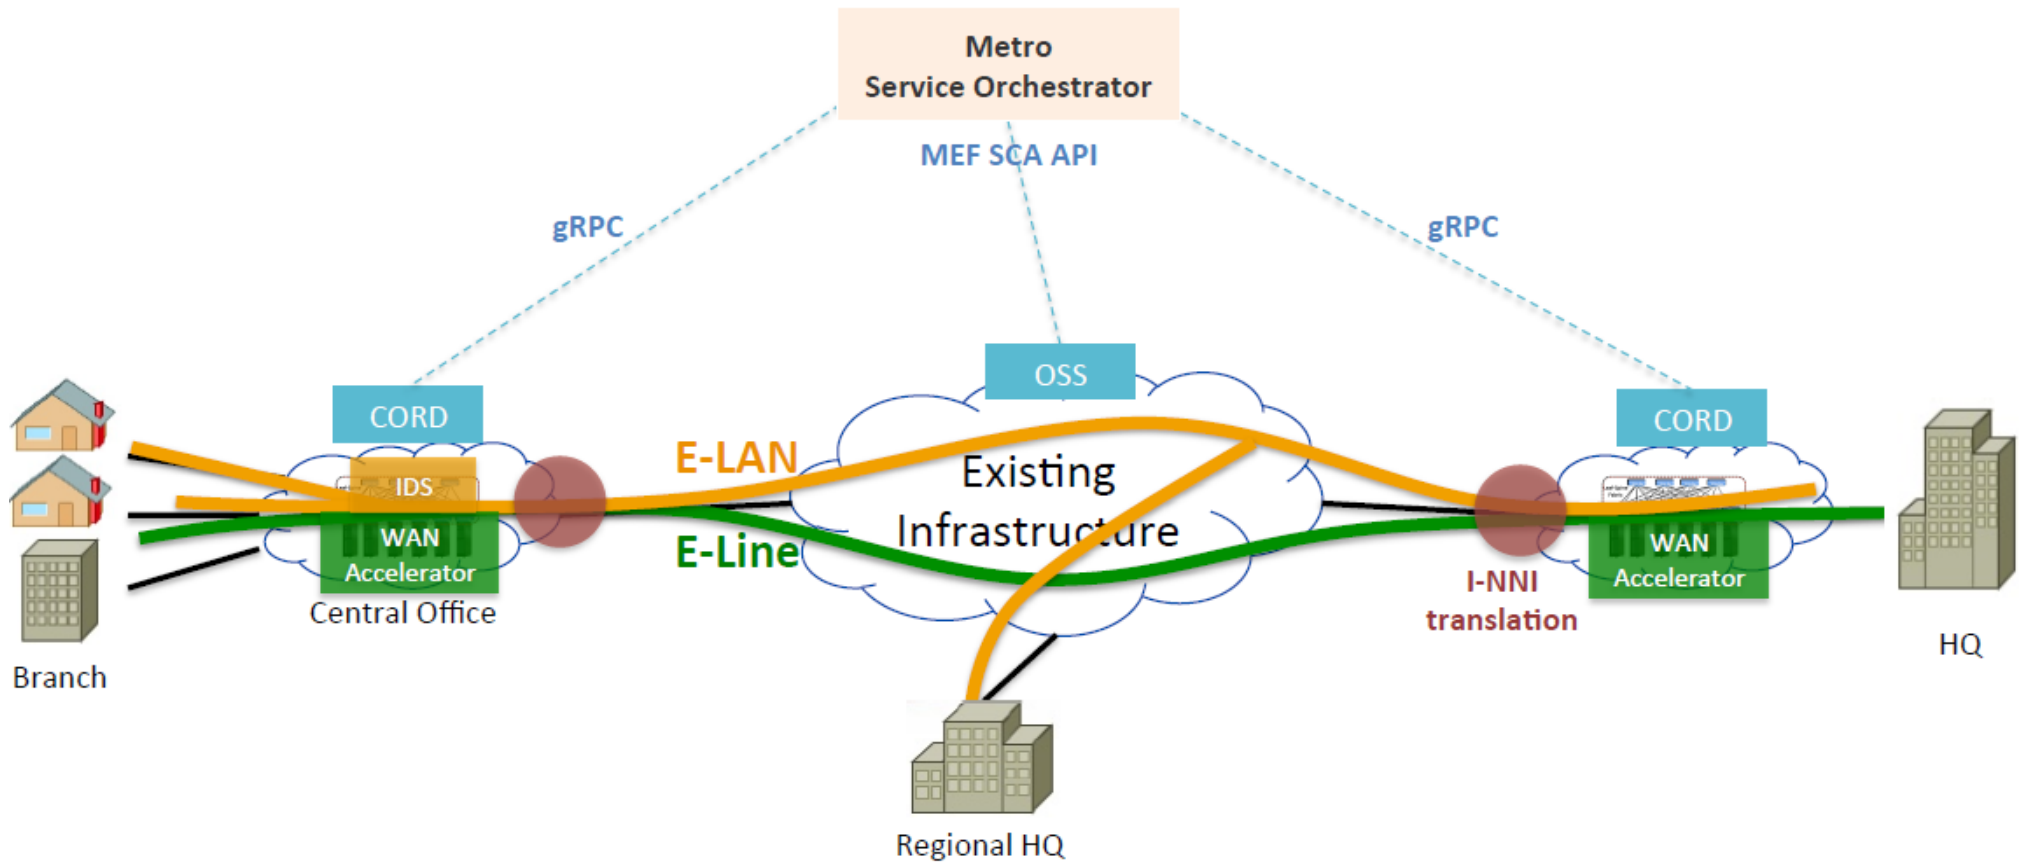 Metro
Service Orchestrator
MEF SCA API
gRPC
gRPC
OSS
CORD
CORD
E-LAN
IDS
Existing
Infrastructure
WAN
Accelerator
E-Line
WAN
Accelerator
I-NNI
translation
Central Office
Branch
HQ
Regional HQ